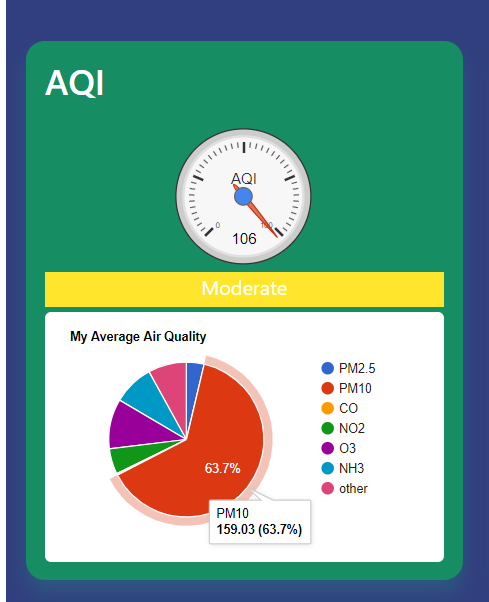 AQI
AQI
0
106
Moderate
My Average Air Quality
PM2.5
PM10
CO
NO2
O3
NH3
other
63.7%
PM10
159.03 (63.7%)